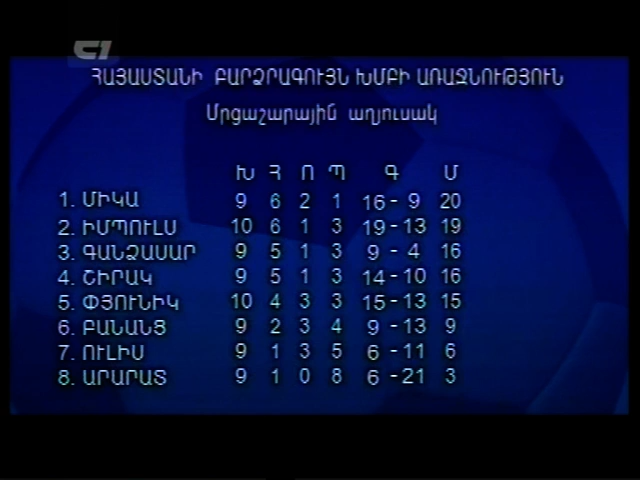 C1
ՀԱՅԱՍՏԱՆԻ ԲԱՐՁՐԱԳՈՒՅՆ ԽՄԲԻ ԱՌԱՋՆՈՒԹՅՈՒՆ
Մրցաշարային աղյուսակ
Խ Հ Ո Պ Գ Մ
1. ՄԻԿԱ 9 6 2 1 16 - 9 20
2. ԻՄՊՈՒԼՍ 10 6 1 3 19 - 13 19
3. ԳԱՆՁԱՍԱՐ 9 5 1 3 9 - 4 16
4. ՇԻՐԱԿ 9 5 1 3 14 - 10 16
5. ՓՅՈՒՆԻԿ 10 4 3 3 15 - 13 15
6. ԲԱՆԱՆՑ 9 2 3 4 9 - 13 9
7. ՈՒԼԻՍ 9 1 3 5 6 - 11 6
8. ԱՐԱՐԱՏ 9 1 0 8 6 - 21 3